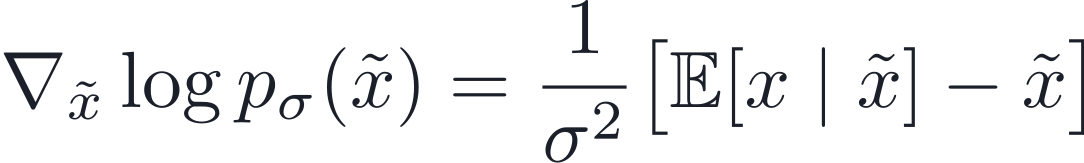 ∇_x̃ log p_σ(x̃) = 1/σ² [𝔼[x | x̃] − x̃]